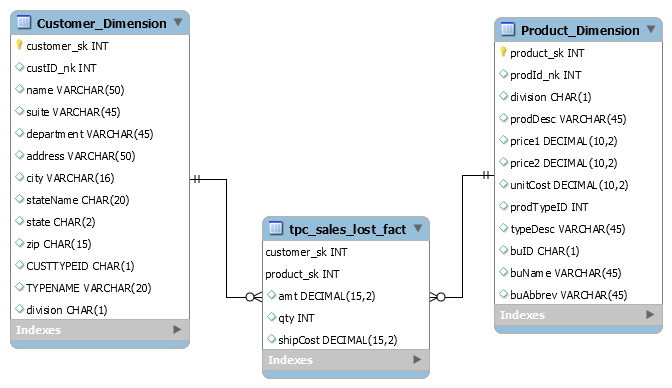 Customer_Dimension
customer_sk INT
custID_nk INT
name VARCHAR(50)
suite VARCHAR(45)
department VARCHAR(45)
address VARCHAR(50)
city VARCHAR(16)
stateName CHAR(20)
state CHAR(2)
zip CHAR(15)
CUSTTYPEID CHAR(1)
TYPENAME VARCHAR(20)
division CHAR(1)
Indexes
tpc_sales_lost_fact
customer_sk INT
product_sk INT
amt DECIMAL(15,2)
qty INT
shipCost DECIMAL(15,2)
Indexes
Product_Dimension
product_sk INT
prodId_nk INT
division CHAR(1)
prodDesc VARCHAR(45)
price1 DECIMAL(10,2)
price2 DECIMAL(10,2)
unitCost DECIMAL(10,2)
prodTypeID INT
typeDesc VARCHAR(45)
buID CHAR(1)
buName VARCHAR(45)
buAbbrev VARCHAR(45)
Indexes